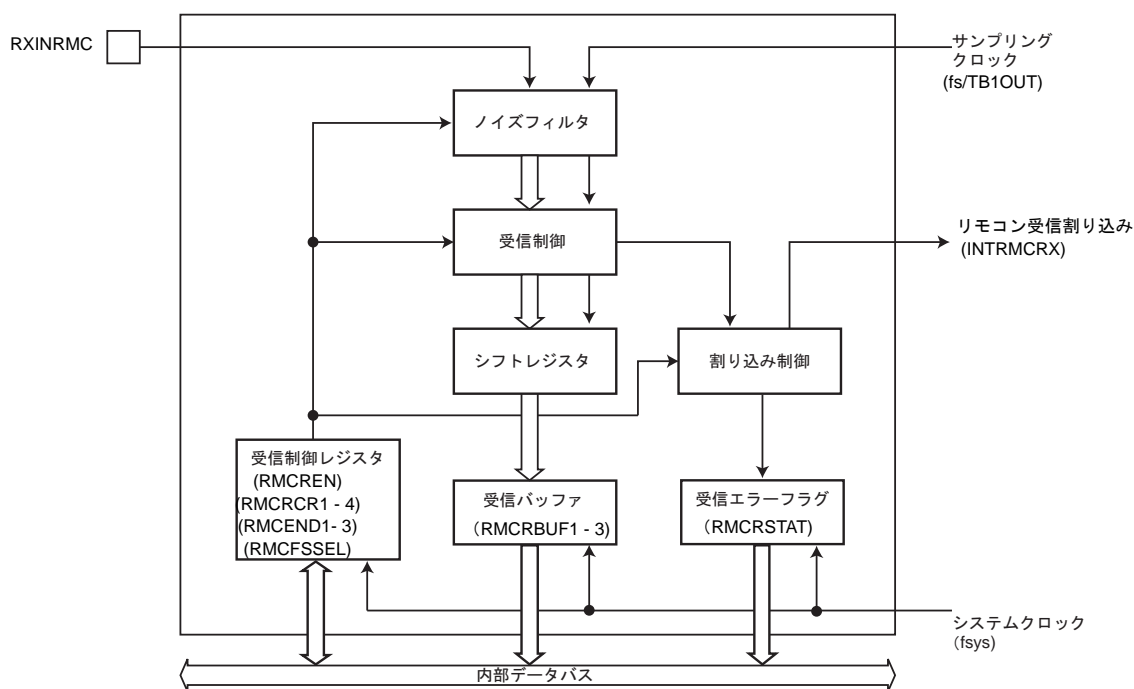 RXINRMC
サンプリング
クロック
(fs/TB1OUT)
ノイズフィルタ
受信制御
リモコン受信割り込み
(INTRMCRX)
シフトレジスタ
割り込み制御
受信制御レジスタ
(RMCREN)
(RMCRCR1 - 4)
(RMCEND1- 3)
(RMCFSSEL)
受信バッファ
（RMCRBUF1 - 3)
受信エラーフラグ
（RMCRSTAT)
システムクロック
（fsys)
内部データバス